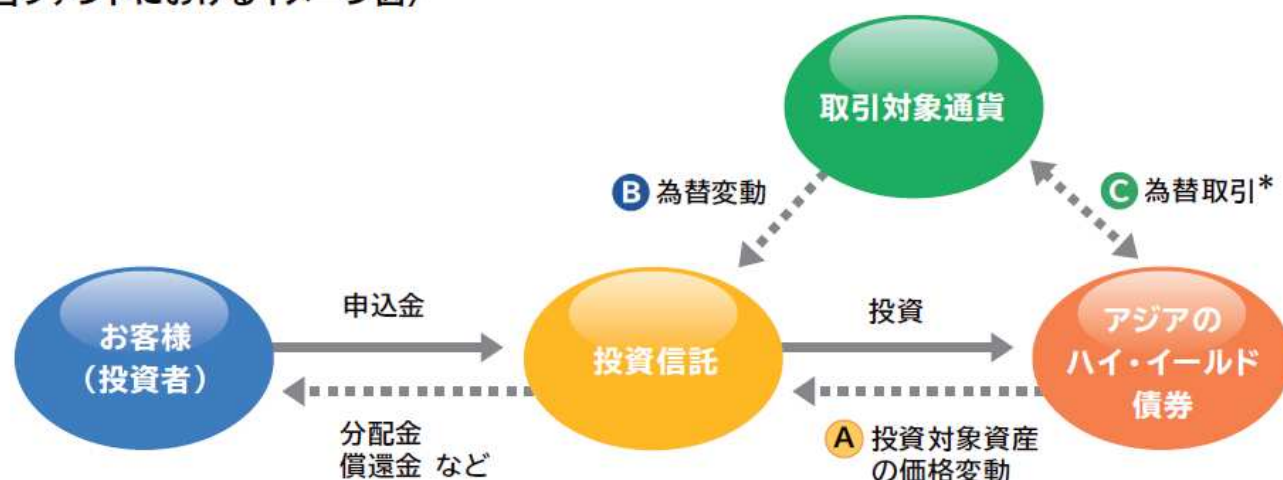 取引対象通貨
B 為替変動
C 為替取引*
お客様
(投資者)
申込金
分配金
償還金 など
投資信託
投資
A 投資対象資産
の価格変動
アジアの
ハイ・イールド
債券